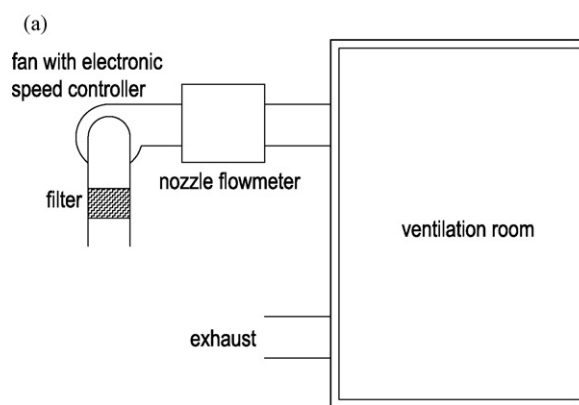 (a)
fan with electronic
speed controller
nozzle flowmeter
filter
ventilation room
exhaust